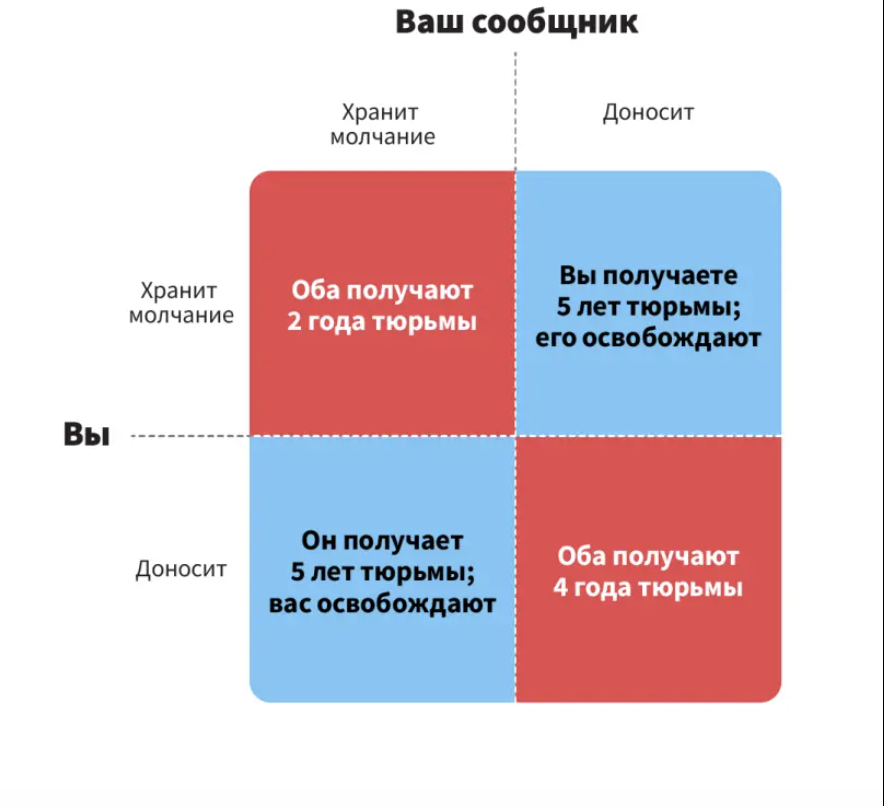 Ваш сообщник
Хранит
молчание
Доносит
Хранит
молчание
Оба получают
2 года тюрьмы
Вы получаете
5 лет тюрьмы;
его освобождают
Вы
Доносит
Он получает
5 лет тюрьмы;
вас освобождают
Оба получают
4 года тюрьмы